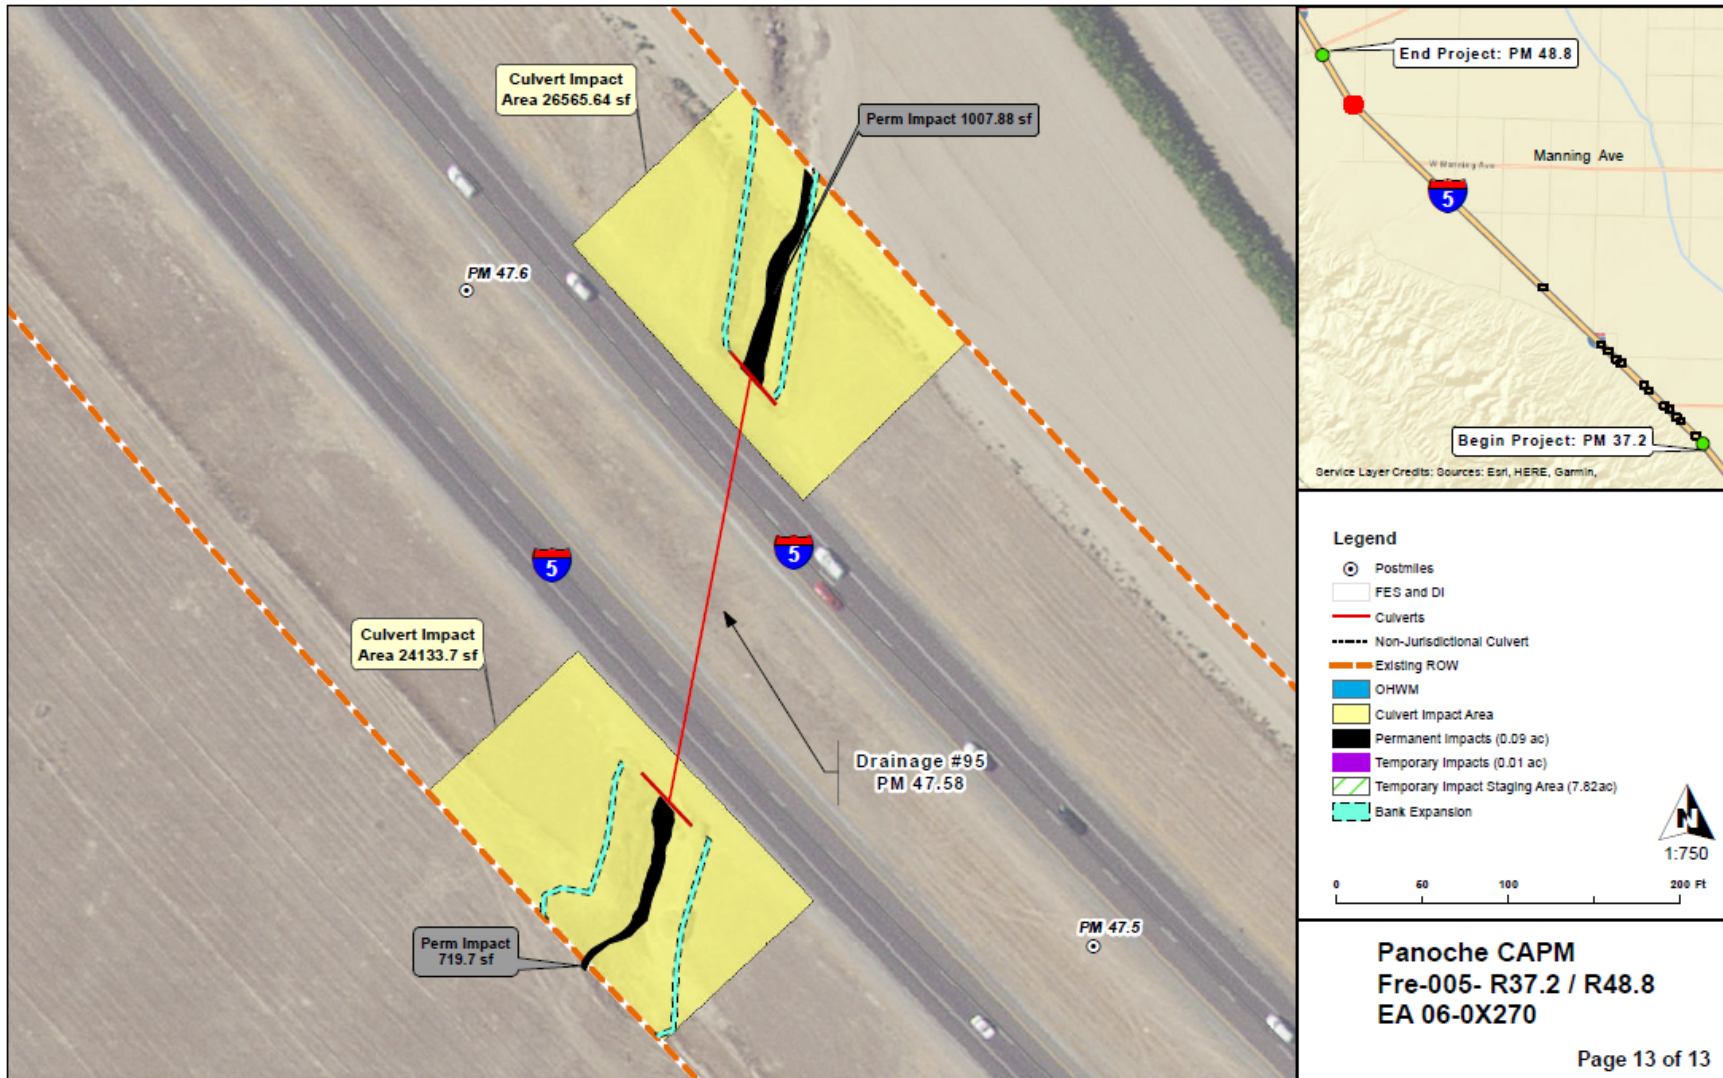 Culvert Impact
Area 26565.64 sf
Perm Impact 1007.88 sf
PM 47.6
5
5
Culvert Impact
Area 24133.7 sf
Drainage #95
PM 47.58
Perm Impact
719.7 sf
PM 47.5
End Project: PM 48.8
Manning Ave
W Manning Ave
5
Begin Project: PM 37.2
Service Layer Credits: Sources: Esri, HERE, Garmin,
Legend
Postmiles
FES and DI
Culverts
Non-Jurisdictional Culvert
Existing ROW
OHWM
Culvert Impact Area
Permanent Impacts (0.09 ac)
Temporary Impacts (0.01 ac)
Temporary Impact Staging Area (7.82ac)
Bank Expansion
N
1:750
0 60 100 200 Ft
Panoche CAPM
Fre-005- R37.2 / R48.8
EA 06-0X270
Page 13 of 13